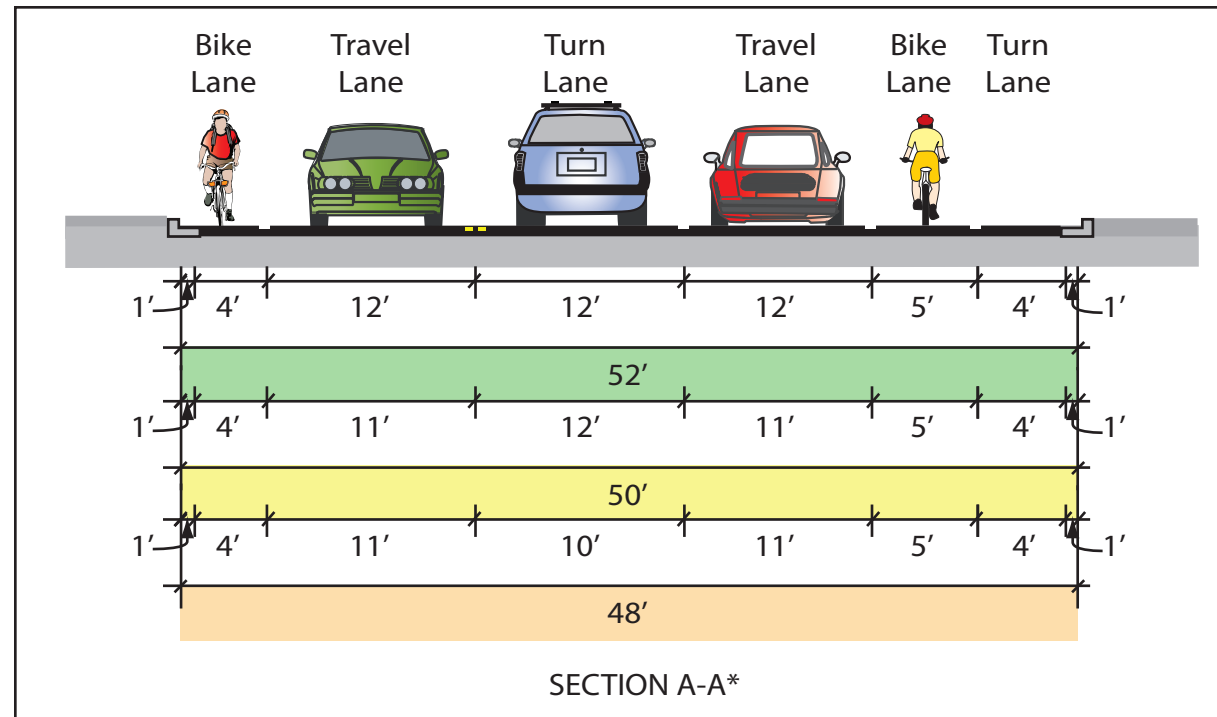 Bike Travel Turn Travel Bike Turn
Lane Lane Lane Lane Lane Lane
1’ 4’ 12’ 12’ 12’ 5’ 4’ 1’
52’
1’ 4’ 11’ 12’ 11’ 5’ 4’ 1’
50’
1’ 4’ 11’ 10’ 11’ 5’ 4’ 1’
48’
SECTION A-A*